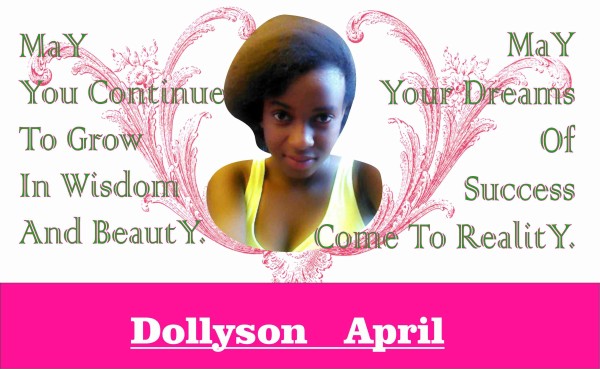 MaY
You Continue
To Grow
In Wisdom
And BeautY.
MaY
Your Dreams
Of
Success
Come To RealitY.
Dollyson April